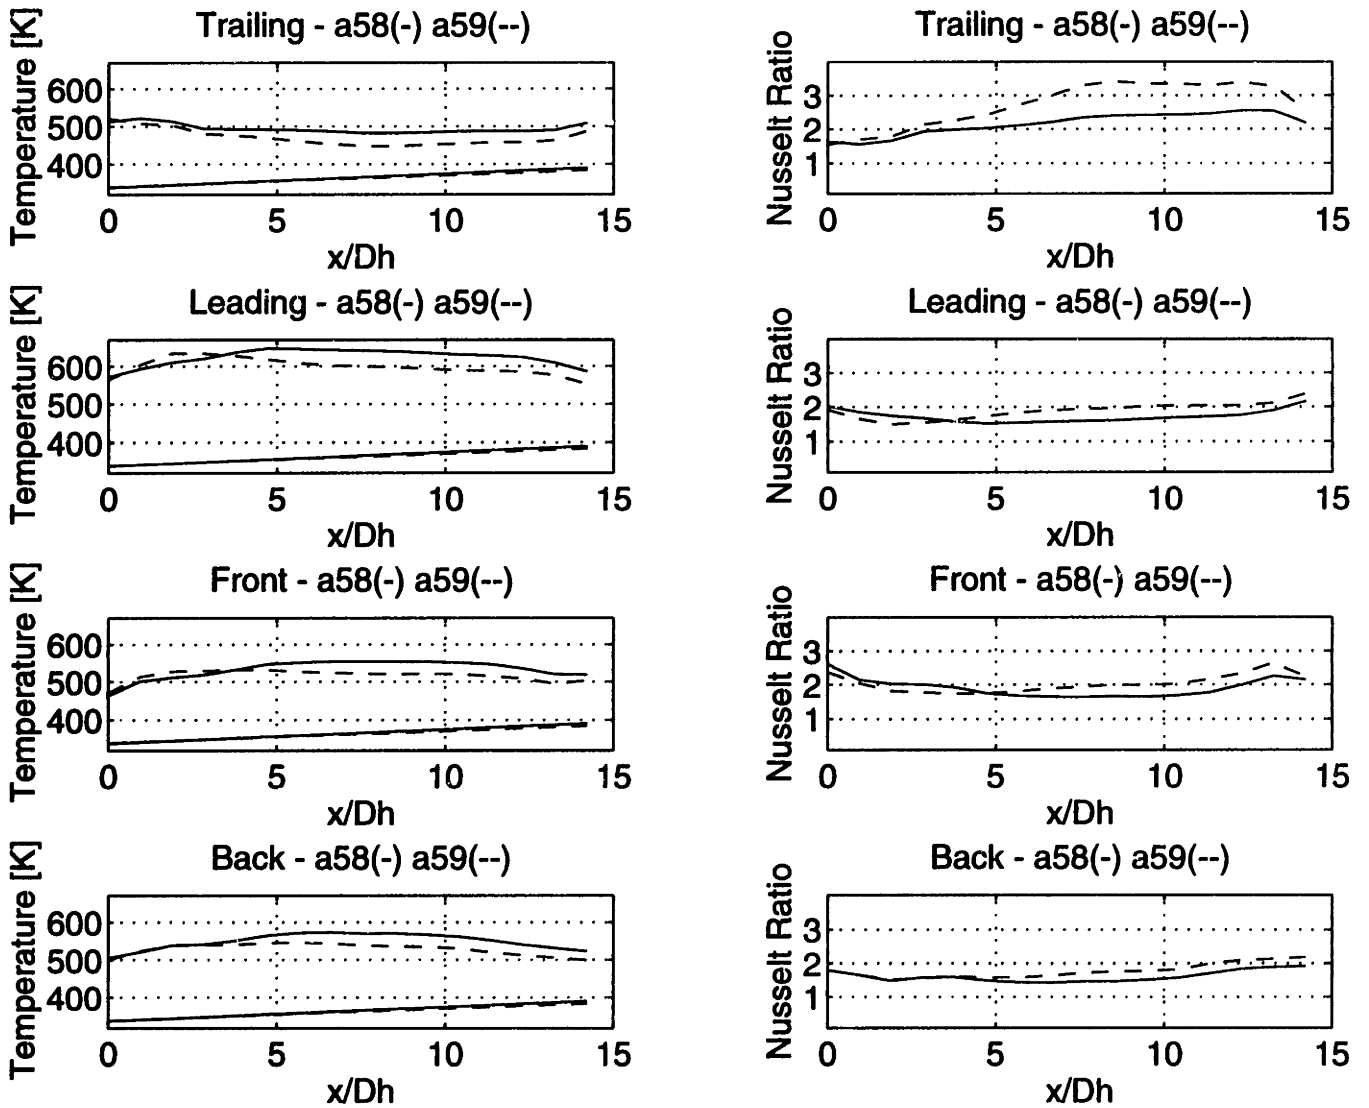 Trailing - a58(-) a59(--)
Temperature [K]
600
500
400
0 5 10 15
x/Dh
Trailing - a58(-) a59(--)
Nusselt Ratio
3
2
1
0 5 10 15
x/Dh
Leading - a58(-) a59(--)
Temperature [K]
600
500
400
0 5 10 15
x/Dh
Leading - a58(-) a59(--)
Nusselt Ratio
3
2
1
0 5 10 15
x/Dh
Front - a58(-) a59(--)
Temperature [K]
600
500
400
0 5 10 15
x/Dh
Front - a58(-) a59(--)
Nusselt Ratio
3
2
1
0 5 10 15
x/Dh
Back - a58(-) a59(--)
Temperature [K]
600
500
400
0 5 10 15
x/Dh
Back - a58(-) a59(--)
Nusselt Ratio
3
2
1
0 5 10 15
x/Dh